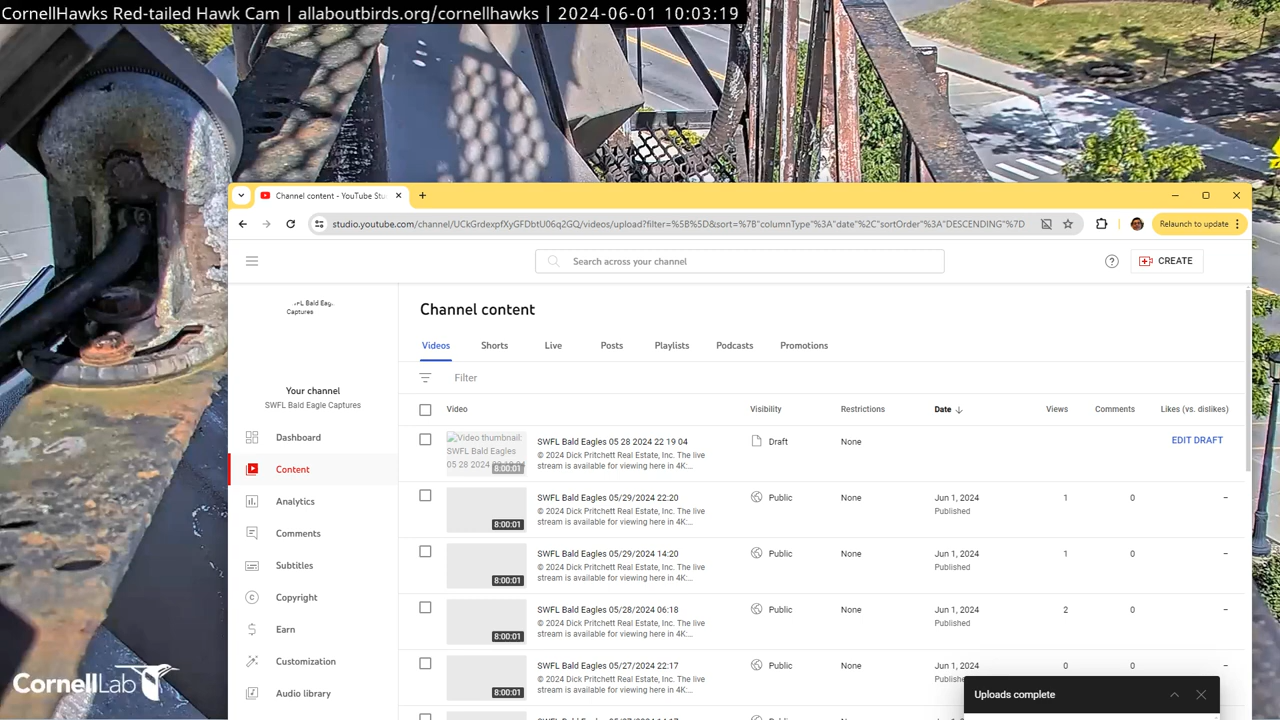 CornellHawks Red-tailed Hawk Cam | allaboutbirds.org/cornellhawks | 2024-06-01 10:03:19
Channel content - YouTube Stu
Relaunch to update
studio.youtube.com/channel/UCkGrdexpfXyGFDbtU06q2GQ/videos/upload?filter=%5B%5D&sort=%7B"columnType"%3A"date"%2C"sortOrder"%3A"DESCENDING"%7D
Search across your channel
CREATE
SWFL Bald Eag.
Captures
Your channel
SWFL Bald Eagle Captures
Dashboard
Content
Analytics
Comments
Subtitles
Copyright
Earn
Customization
Audio library
Channel content
Videos Shorts Live Posts Playlists Podcasts Promotions
Filter
Video Visibility Restrictions Date Views Comments Likes (vs. dislikes)
Video thumbnail:
SWFL Bald Eagles
05 28 2024 22 19 04
8:00:01
SWFL Bald Eagles 05 28 2024 22 19 04 Draft None EDIT DRAFT
© 2024 Dick Pritchett Real Estate, Inc. The live
stream is available for viewing here in 4K:...
SWFL Bald Eagles 05/29/2024 22:20 Public None Jun 1, 2024 1 0 –
© 2024 Dick Pritchett Real Estate, Inc. The live Published
stream is available for viewing here in 4K:...
8:00:01
SWFL Bald Eagles 05/29/2024 14:20 Public None Jun 1, 2024 1 0 –
© 2024 Dick Pritchett Real Estate, Inc. The live Published
stream is available for viewing here in 4K:...
8:00:01
SWFL Bald Eagles 05/28/2024 06:18 Public None Jun 1, 2024 2 0 –
© 2024 Dick Pritchett Real Estate, Inc. The live Published
stream is available for viewing here in 4K:...
8:00:01
SWFL Bald Eagles 05/27/2024 22:17 Public None Jun 1, 2024 0 0 –
© 2024 Dick Pritchett Real Estate, Inc. The live
stream is available for viewing here in 4K:...
8:00:01
Uploads complete
CornellLab